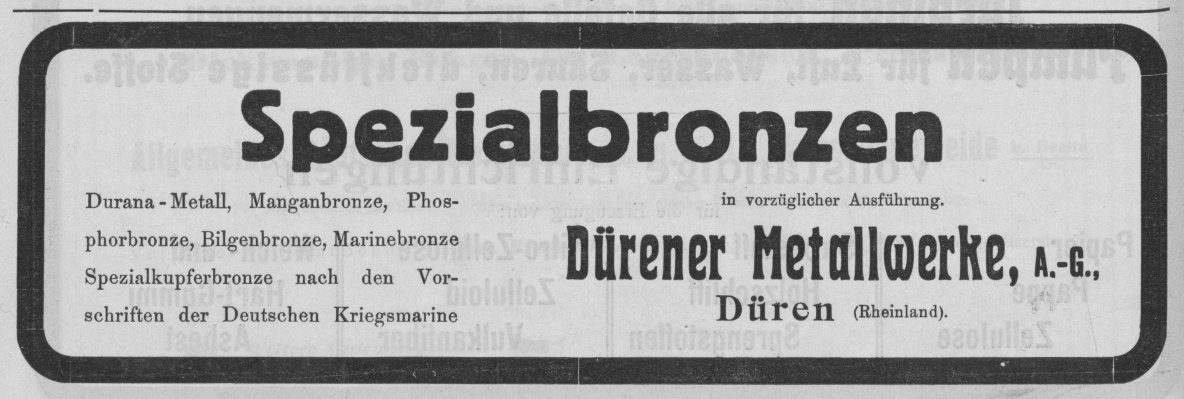 Spezialbronzen
Durana-Metall, Manganbronze, Phos-
phorbronze, Bilgenbronze, Marinebronze
Spezialkupferbronze nach den Vor-
schriften der Deutschen Kriegsmarine
in vorzüglicher Ausführung.
Dürener Metallwerke, A.-G.,
Düren (Rheinland).